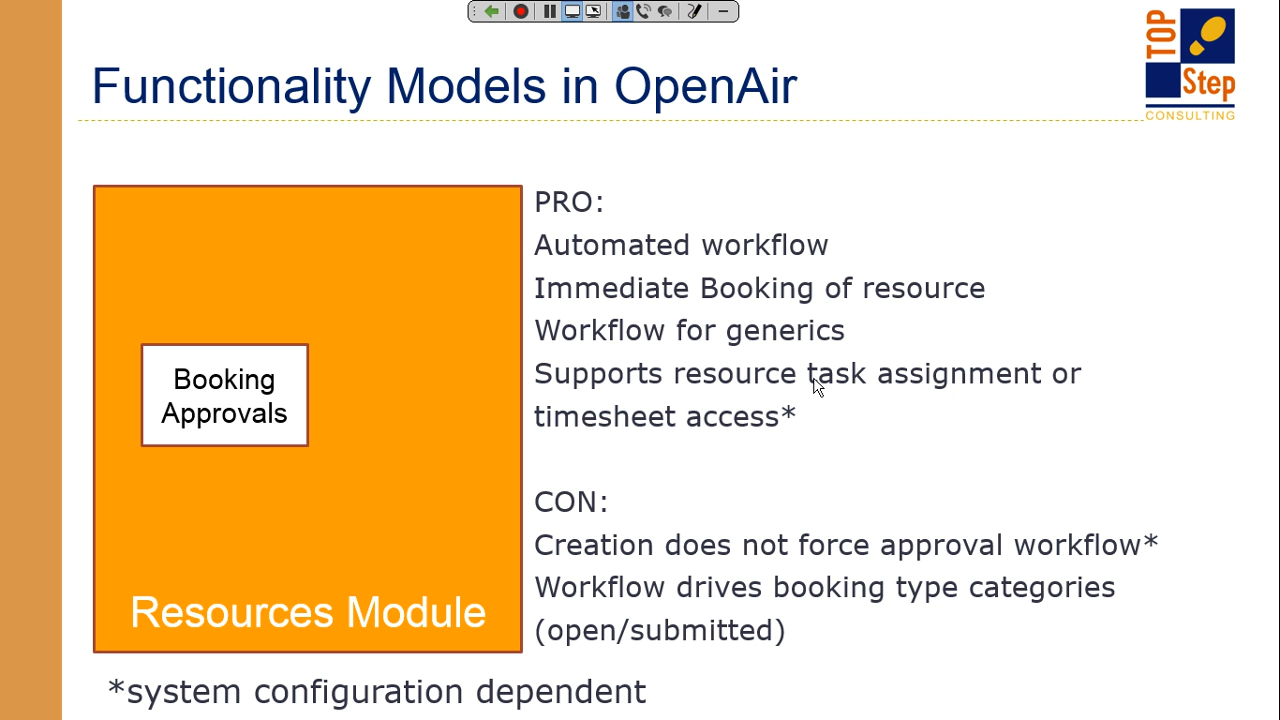 TOP
Step
CONSULTING
Functionality Models in OpenAir
Booking
Approvals
Resources Module
PRO:
Automated workflow
Immediate Booking of resource
Workflow for generics
Supports resource task assignment or
timesheet access*
CON:
Creation does not force approval workflow*
Workflow drives booking type categories
(open/submitted)
*system configuration dependent